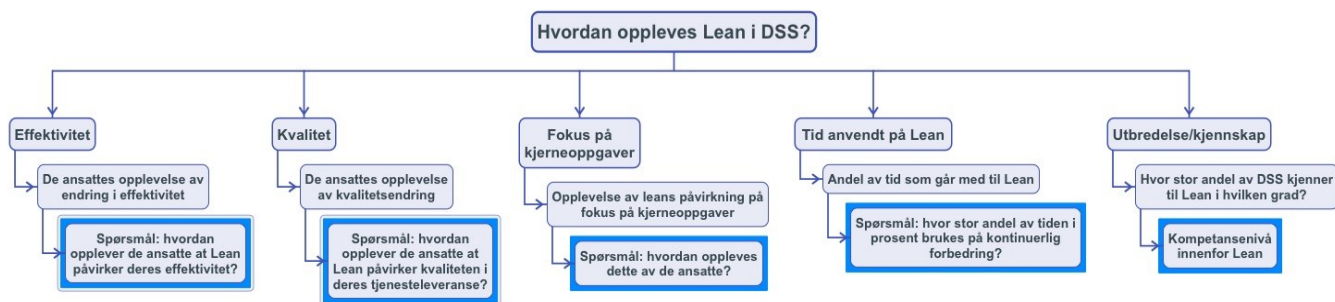 Hvordan oppleves Lean i DSS?
Effektivitet
De ansattes opplevelse av
endring i effektivitet
Spørsmål: hvordan
opplever de ansatte at Lean
påvirker deres effektivitet?
Kvalitet
De ansattes opplevelse
av kvalitetsendring
Spørsmål: hvordan
opplever de ansatte at
Lean påvirker kvaliteten i
deres tjenesteleveranse?
Fokus på
kjerneoppgaver
Opplevelse av leans påvirkning på
fokus på kjerneoppgaver
Spørsmål: hvordan oppleves
dette av de ansatte?
Tid anvendt på Lean
Andel av tid som går med til Lean
Spørsmål: hvor stor andel av tiden i
prosent brukes på kontinuerlig
forbedring?
Utbredelse/kjennskap
Hvor stor andel av DSS kjenner
til Lean i hvilken grad?
Kompetansenivå
innenfor Lean